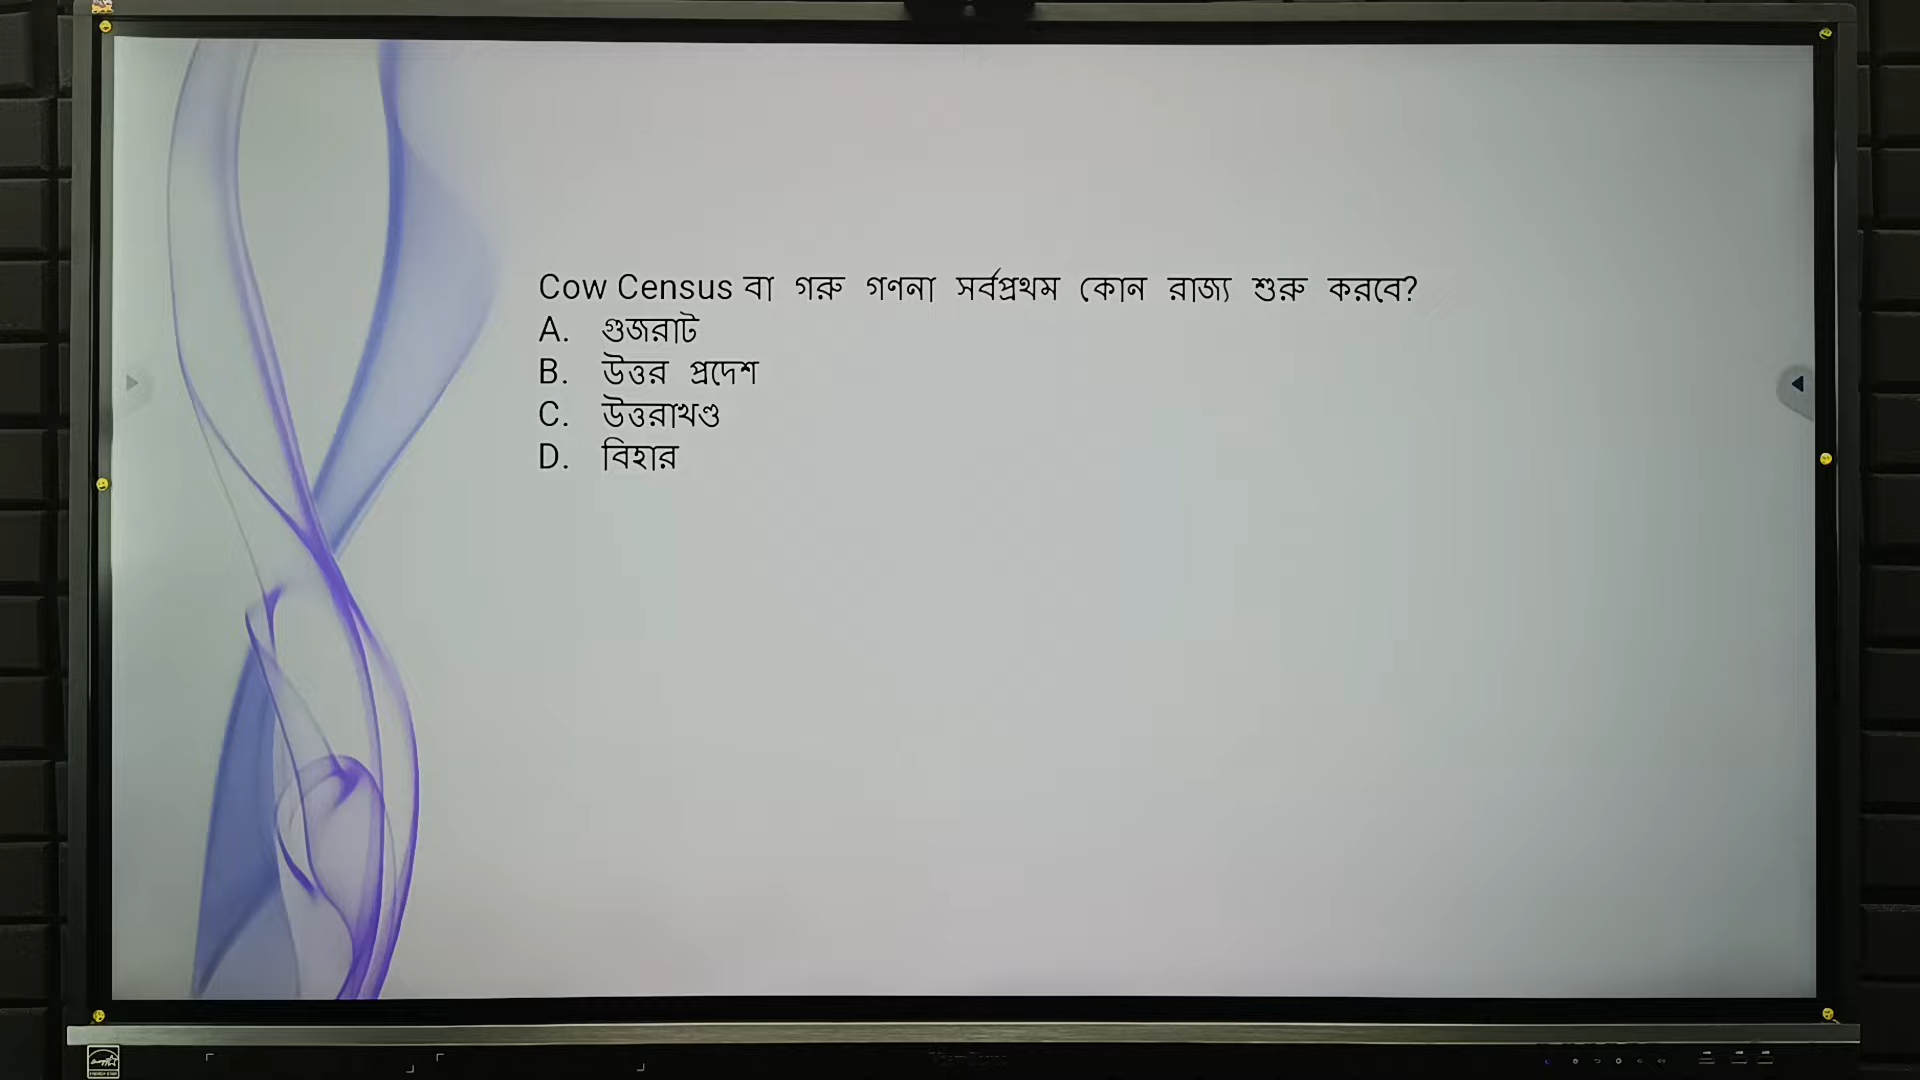 Cow Census বা গরু গণনা সর্বপ্রথম কোন রাজ্য শুরু করবে?
A. গুজরাট
B. উত্তর প্রদেশ
C. উত্তরাখণ্ড
D. বিহার